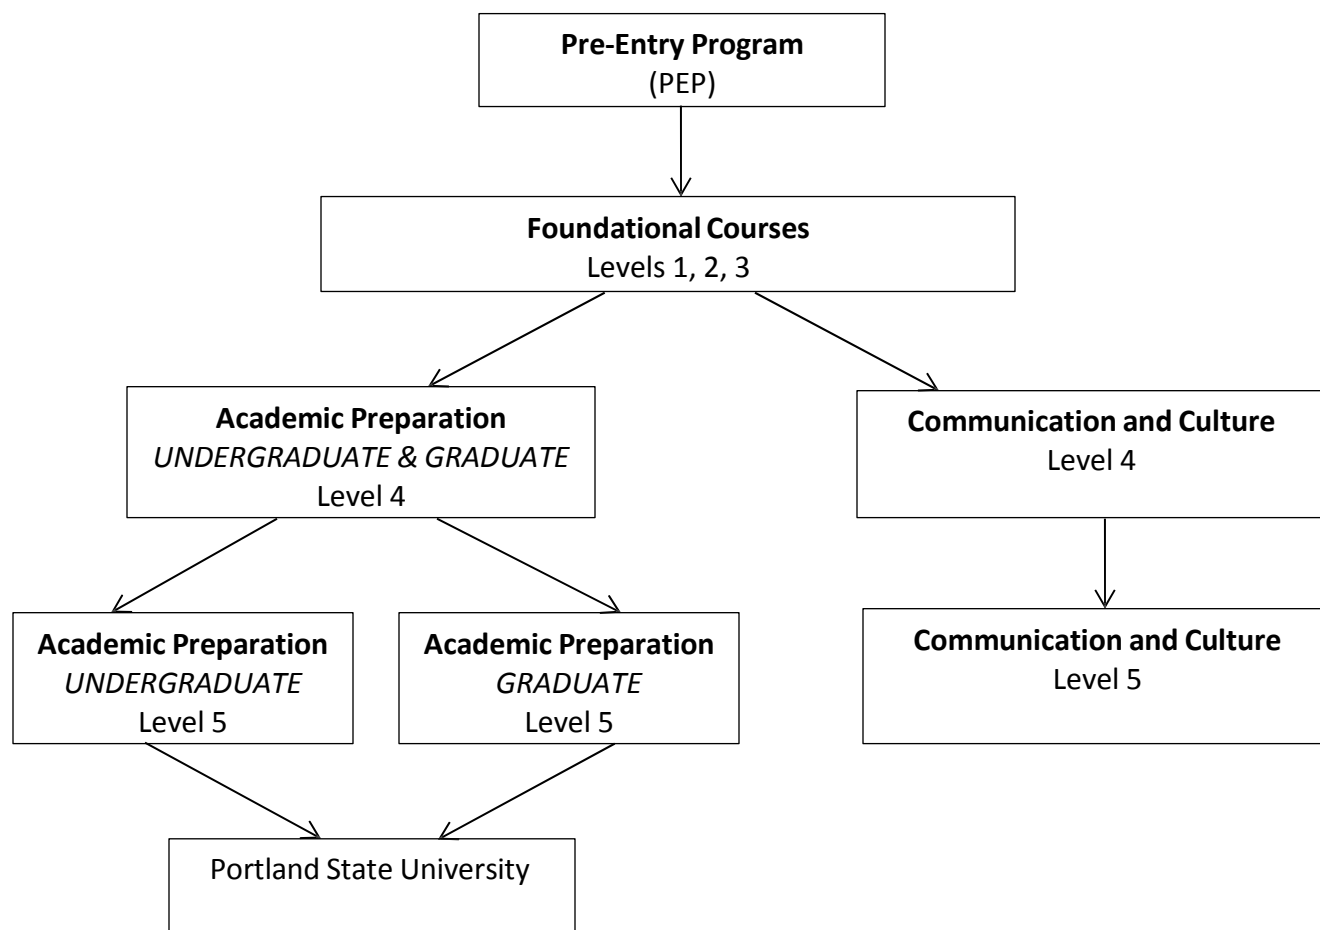 Pre-Entry Program
(PEP)
Foundational Courses
Levels 1, 2, 3
Academic Preparation
UNDERGRADUATE & GRADUATE
Level 4
Communication and Culture
Level 4
Academic Preparation
UNDERGRADUATE
Level 5
Academic Preparation
GRADUATE
Level 5
Communication and Culture
Level 5
Portland State University